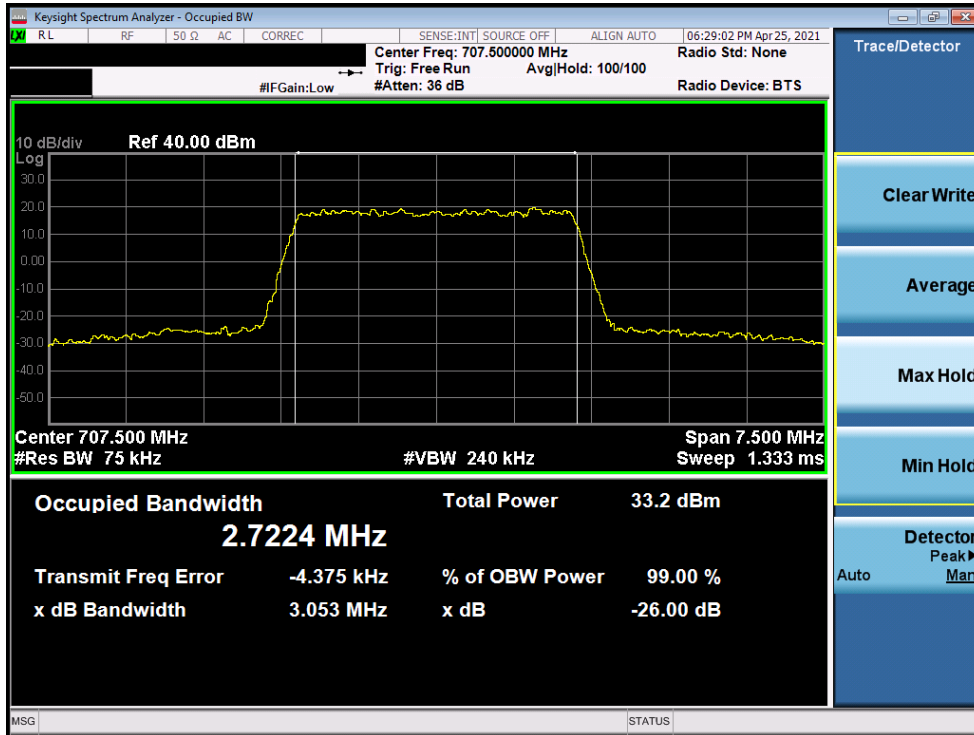 Keysight Spectrum Analyzer - Occupied BW
LXI RL RF 50 Ω AC CORREC SENSE:INT SOURCE OFF ALIGN AUTO 06:29:02 PM Apr 25, 2021
Center Freq: 707.500000 MHz Radio Std: None
Trig: Free Run Avg|Hold: 100/100
#IFGain:Low #Atten: 36 dB Radio Device: BTS
10 dB/div Ref 40.00 dBm
Log
30.0
20.0
10.0
0.00
-10.0
-20.0
-30.0
-40.0
-50.0
Center 707.500 MHz Span 7.500 MHz
#Res BW 75 kHz #VBW 240 kHz Sweep 1.333 ms
Occupied Bandwidth Total Power 33.2 dBm
2.7224 MHz
Transmit Freq Error -4.375 kHz % of OBW Power 99.00 %
x dB Bandwidth 3.053 MHz x dB -26.00 dB
MSG STATUS
Trace/Detector
Clear Write
Average
Max Hold
Min Hold
Detector
Peak▶
Auto Man